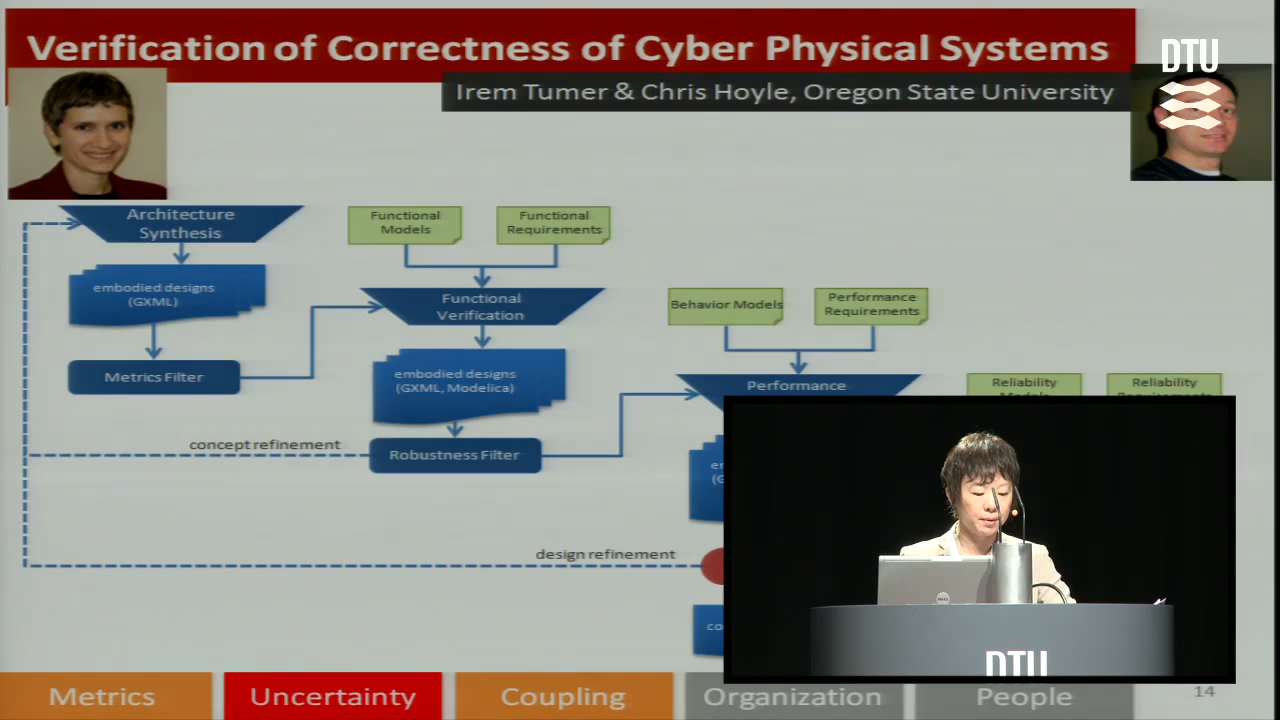 Verification of Correctness of Cyber Physical Systems
DTU
Irem Tumer & Chris Hoyle, Oregon State University
Architecture
Synthesis
Functional
Models
Functional
Requirements
embodied designs
(GXML)
Functional
Verification
Behavior Models
Performance
Requirements
Metrics Filter
embodied designs
(GXML, Modelica)
Performance
Reliability
Reliability
concept refinement
Robustness Filter
design refinement
DTU
Metrics
Uncertainty
Coupling
Organization
People
14